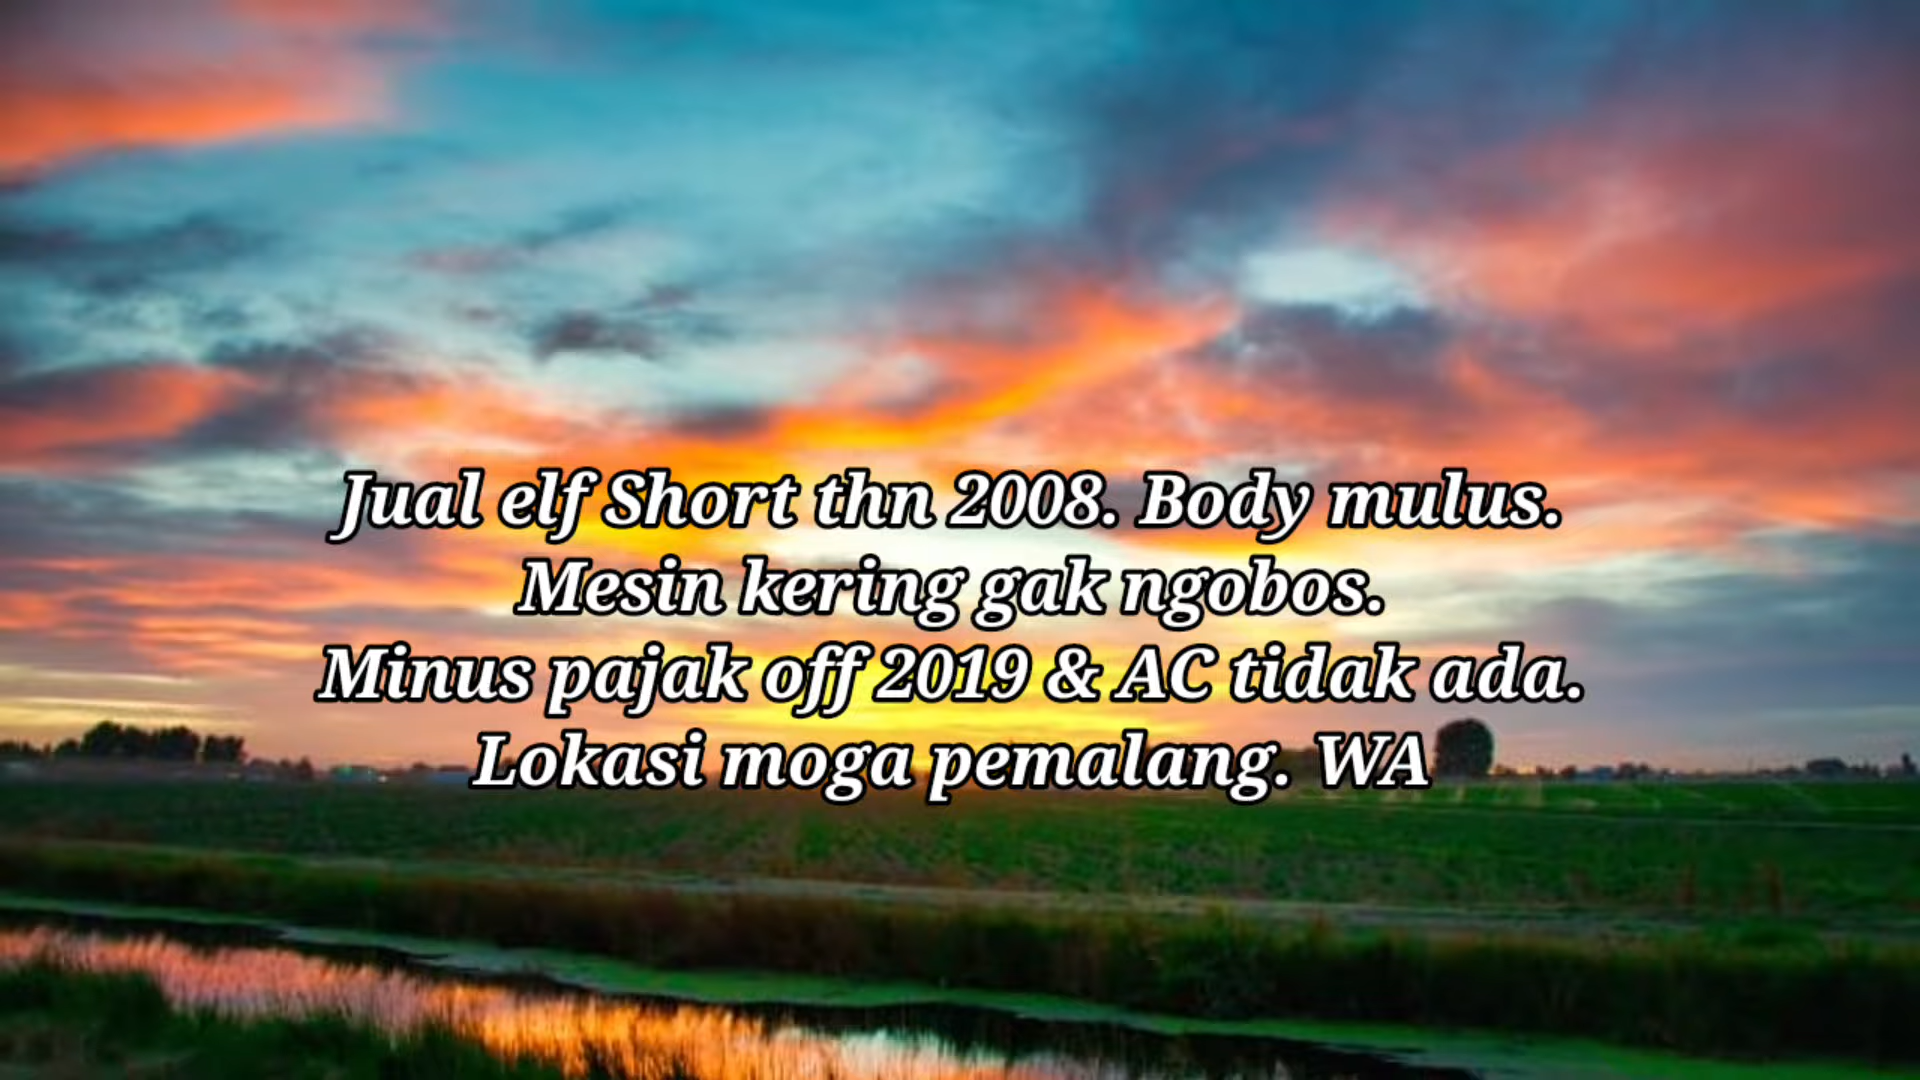 Jual elf Short thn 2008. Body mulus.
Mesin kering gak ngobos.
Minus pajak off 2019 & AC tidak ada.
Lokasi moga pemalang. WA